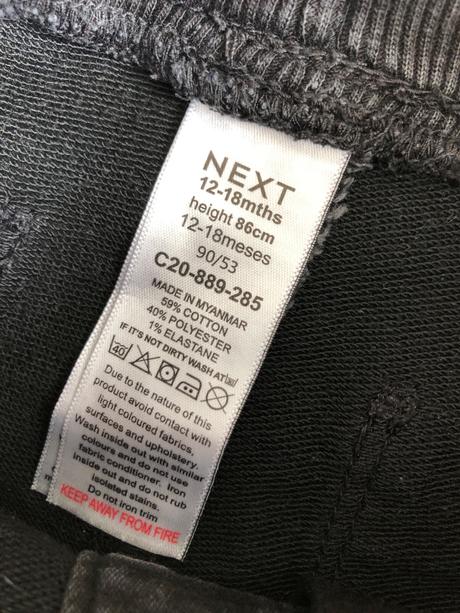 NEXT
12-18mths
height 86cm
12-18meses
90/53
C20-889-285
MADE IN MYANMAR
59% COTTON
40% POLYESTER
1% ELASTANE
IF IT'S NOT DIRTY WASH AT
40
Due to the nature of this
product avoid contact with
light coloured fabrics,
surfaces and upholstery.
Wash inside out with similar
colours and do not use
fabric conditioner. Iron
inside out and do not rub
isolated stains.
Do not iron trim
KEEP AWAY FROM FIRE